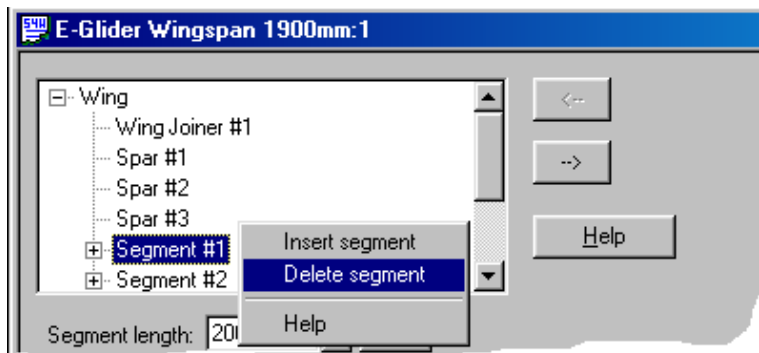 E-Glider Wingspan 1900mm:1
Wing
Wing Joiner #1
Spar #1
Spar #2
Spar #3
Segment #1
Segment #2
Insert segment
Delete segment
Help
<--
-->
Help
Segment length: